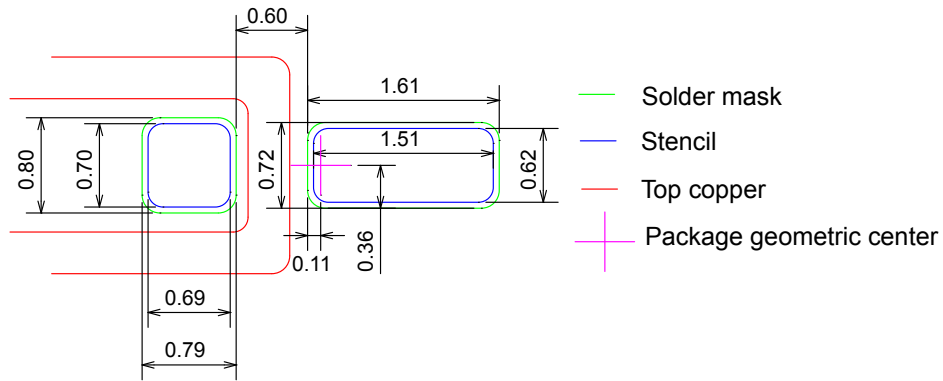 0.60
1.61
Solder mask
1.51
Stencil
0.80
0.70
0.72
0.62
Top copper
Package geometric center
0.36
0.11
0.69
0.79